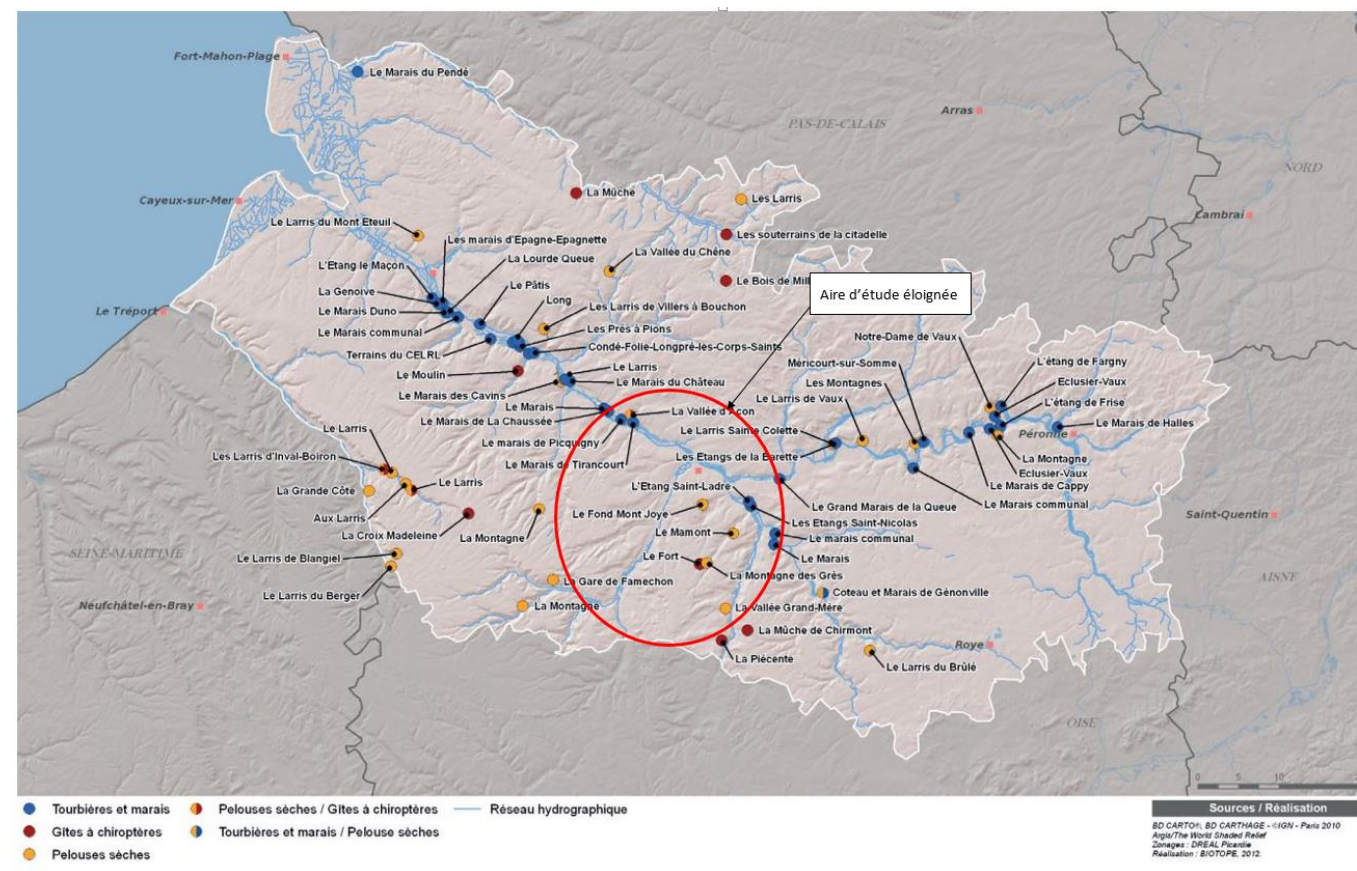 Fort-Mahon-Plage
Le Marais du Pendé
Arras
PAS-DE-CALAIS
NORD
La Mûche
Les Larris
Cayeux-sur-Mer
Cambrai
Le Larris du Mont Eteuil
Les souterrains de la citadelle
Les marais d'Epagne-Epagnette
La Vallée du Chêne
La Lourde Queue
L'Etang le Maçon
Le Bois de Mill
La Genoive
Le Pâtis
Aire d'étude éloignée
Long
Les Larris de Villers à Bouchon
Le Tréport
Le Marais Duno
Le Marais communal
Les Prés à Pions
Notre-Dame de Vaux
Terrains du CELRL
Condé-Folie-Longpré-les-Corps-Saints
L'étang de Fargny
Méricourt-sur-Somme
Le Larris
Le Moulin
Eclusier-Vaux
Le Marais du Château
Les Montagnes
Le Marais des Cavins
Le Larris de Vaux
L'étang de Frise
Le Marais
La Vallée d'Acon
Le Marais de La Chaussée
Le Marais de Halles
Le Larris
Le Larris Sainte Colette
Péronne
Le marais de Picquigny
Les Larris d'Inval-Boiron
Les Etangs de la Barette
La Montagne
Le Marais de Tirancourt
Eclusier-Vaux
Le Larris
L'Etang Saint-Ladre
Le Marais de Cappy
La Grande Côte
Le Marais communal
Le Grand Marais de la Queue
Le Fond Mont Joye
Saint-Quentin
Aux Larris
Les Etangs Saint-Nicolas
La Croix Madeleine
La Montagne
Le Mamont
Le marais communal
SEINE-MARITIME
Le Marais
Le Larris de Blangiel
Le Fort
La Montagne des Grès
AISNE
La Gare de Famechon
Le Larris du Berger
Coteau et Marais de Génonville
Neufchâtel-en-Bray
La Montagne
La Vallée Grand-Mère
La Mûche de Chirmont
Roye
La Piécente
Le Larris du Brûlé
OISE
0 5 10 2
Tourbières et marais
Pelouses sèches / Gîtes à chiroptères
Réseau hydrographique
Sources / Réalisation
Gîtes à chiroptères
Tourbières et marais / Pelouse sèches
Pelouses sèches
BD CARTO®, BD CARTHAGE - ©IGN - Paris 2010
Argis/The World Shaded Relief
Zonages : DREAL Picardie
Réalisation : BIOTOPE, 2012.